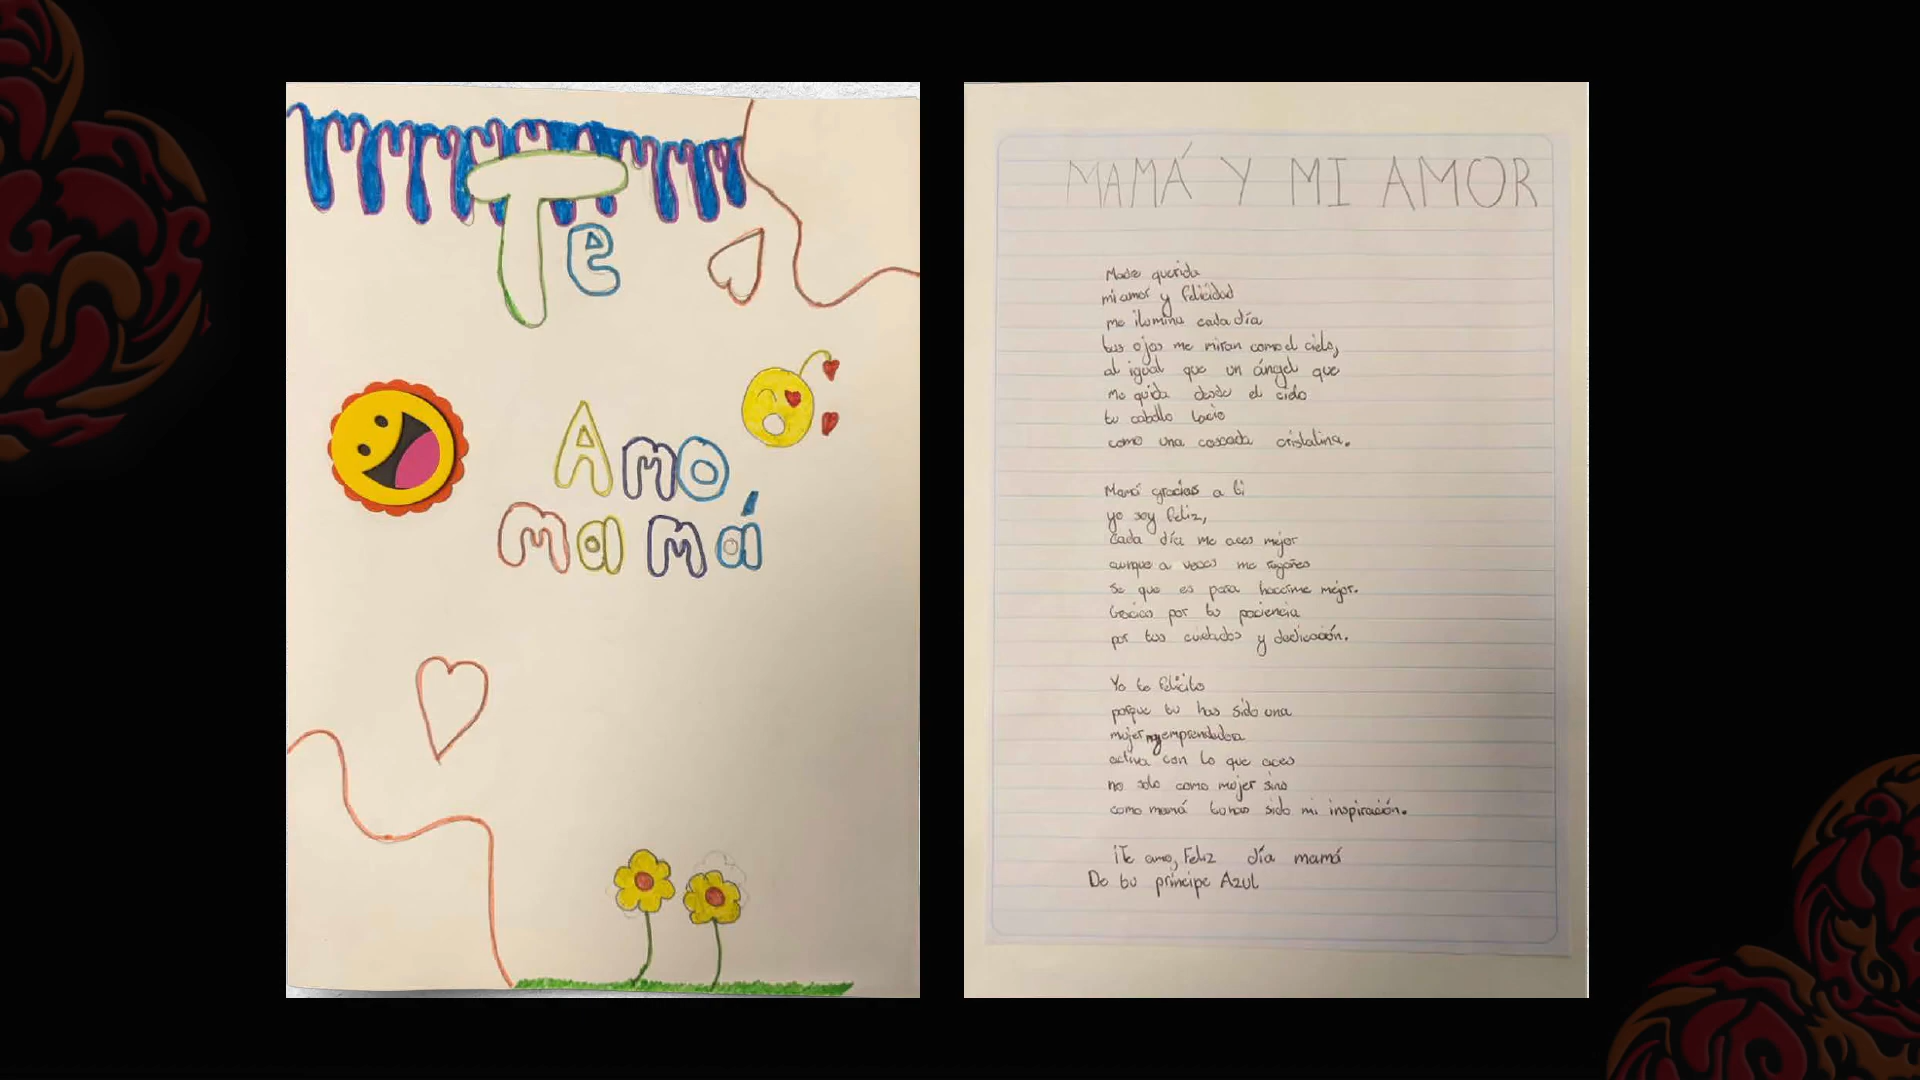 Te
Amo
mamá
MAMÁ Y MI AMOR
Madre querida
mi amor y felicidad
me ilumina cada día
tus ojos me miran como el cielo,
al igual que un ángel que
me quida desde el cielo
tu cabello lacio
como una cascada cristalina.
Mamá gracias a ti
yo soy feliz,
cada día me aces mejor
aunque a veces me regañes
se que es para hacerme mejor.
Gracias por tu paciencia
por tus cuidados y dedicación.
Yo te felicito
porque tu has sido una
mujer emprendedora
activa con lo que aces
no solo como mujer sino
como mamá tu has sido mi inspiración.
¡Te amo, Feliz día mamá
De tu príncipe Azul